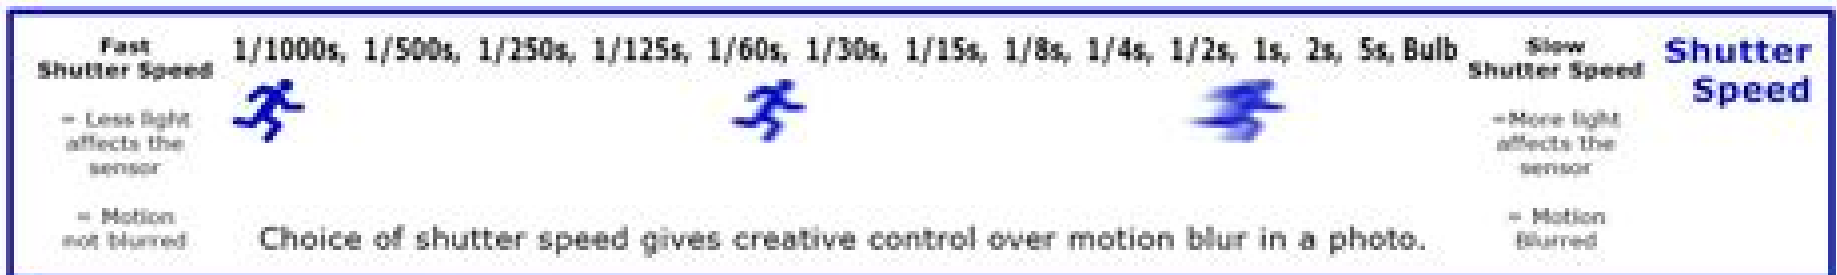 Fast
Shutter Speed
= Less light
affects the
sensor
= Motion
not blurred
1/1000s, 1/500s, 1/250s, 1/125s, 1/60s, 1/30s, 1/15s, 1/8s, 1/4s, 1/2s, 1s, 2s, 5s, Bulb
Choice of shutter speed gives creative control over motion blur in a photo.
Slow
Shutter Speed
=More light
affects the
sensor
= Motion
Blurred
Shutter
Speed